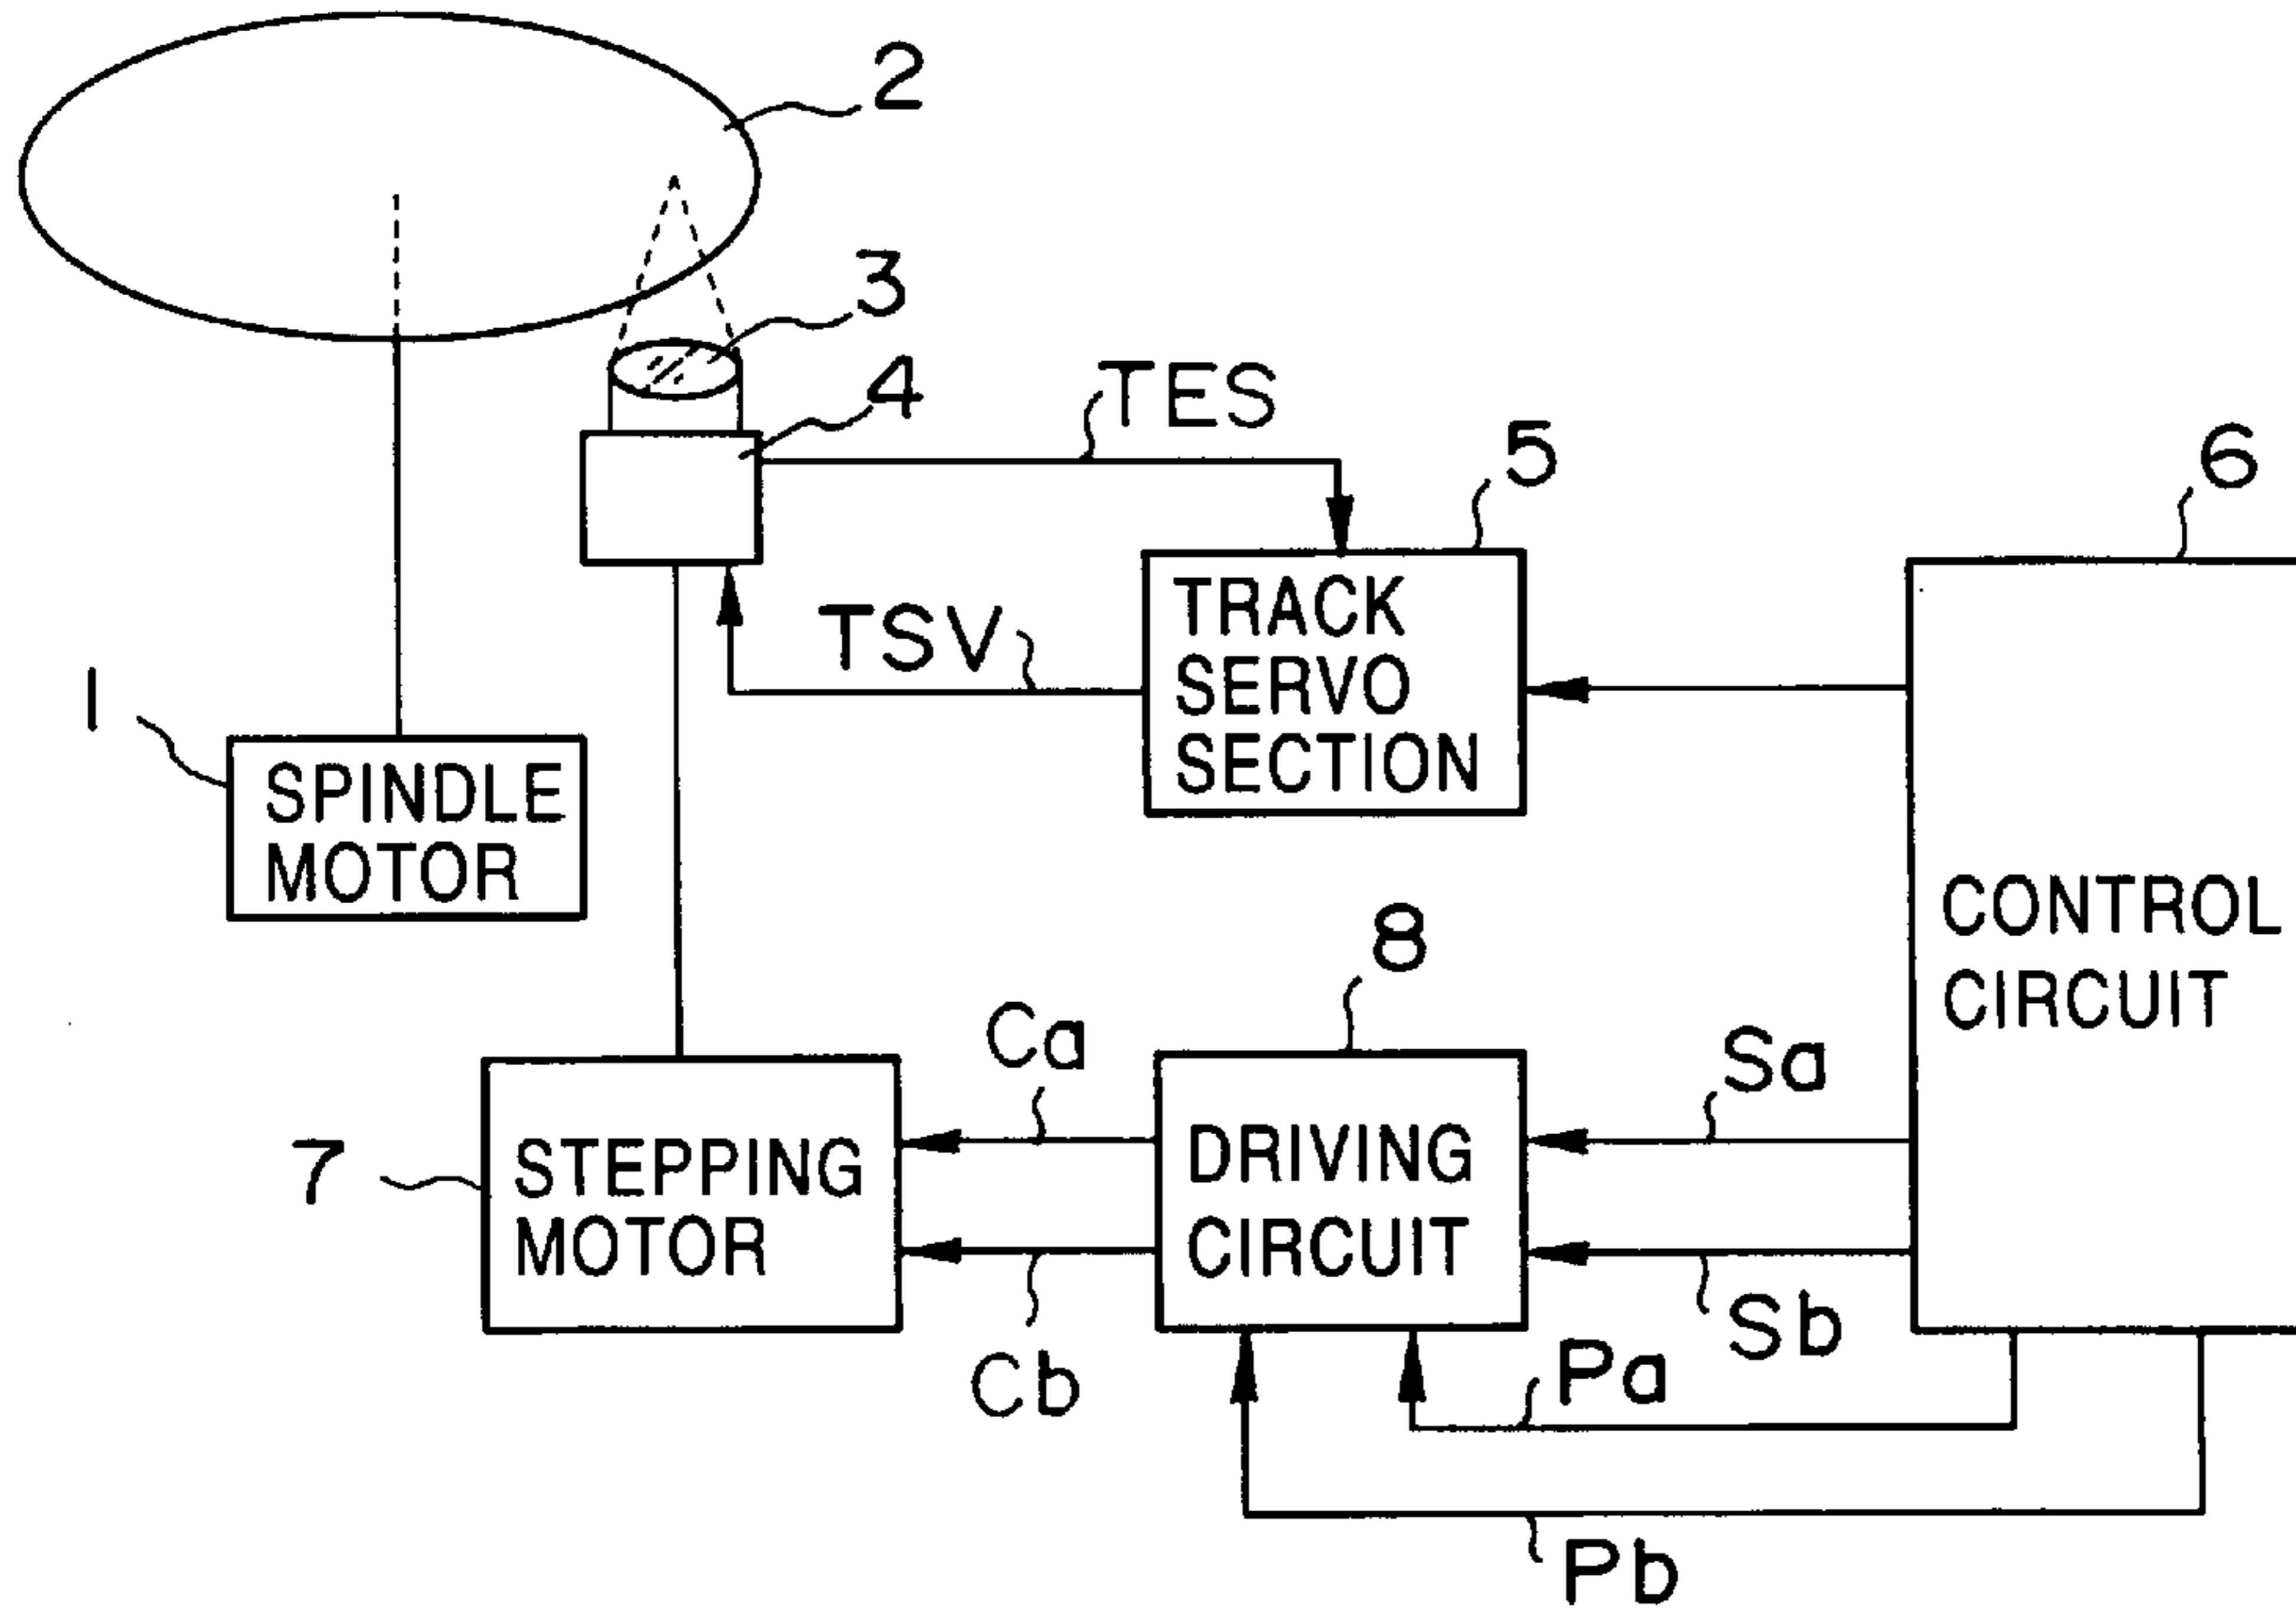 2
3
4
TES
5
6
TRACK
SERVO
SECTION
TSV
1
SPINDLE
MOTOR
CONTROL
CIRCUIT
8
Ca
Sa
7
STEPPING
MOTOR
DRIVING
CIRCUIT
Cb
Sb
Pa
Pb